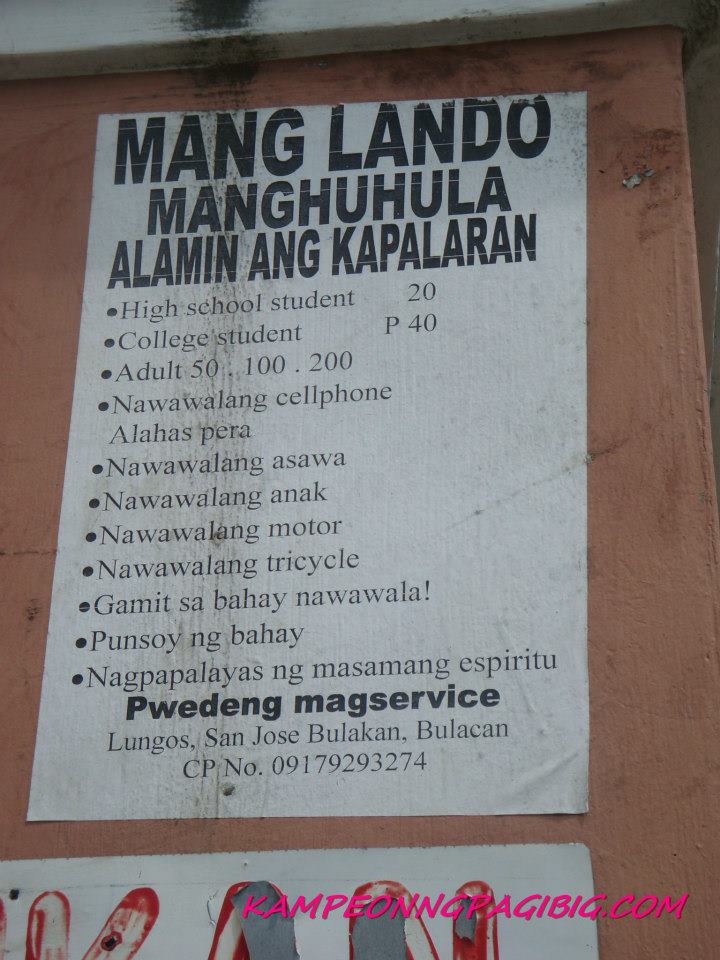 MANG LANDO
MANGHUHULA
ALAMIN ANG KAPALARAN
•High school student 20
•College student P 40
•Adult 50 . 100 . 200
•Nawawalang cellphone
Alahas pera
•Nawawalang asawa
•Nawawalang anak
•Nawawalang motor
•Nawawalang tricycle
•Gamit sa bahay nawawala!
•Punsoy ng bahay
•Nagpapalayas ng masamang espiritu
Pwedeng magservice
Lungos, San Jose Bulakan, Bulacan
CP No. 09179293274
KAMPEONNGPAGIBIG.COM